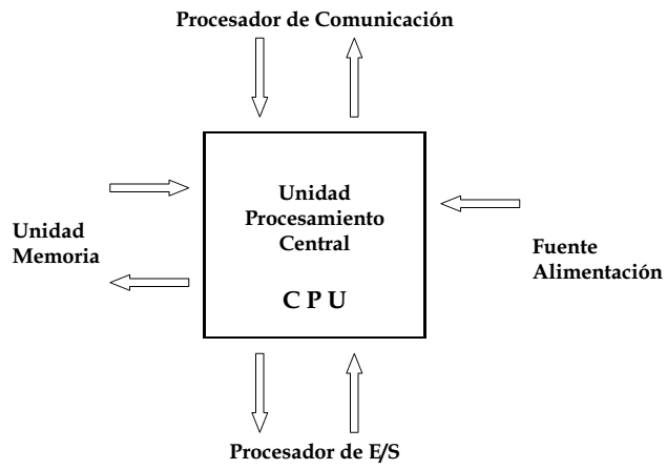 Procesador de Comunicación
Unidad
Procesamiento
Central
C P U
Unidad
Memoria
Fuente
Alimentación
Procesador de E/S